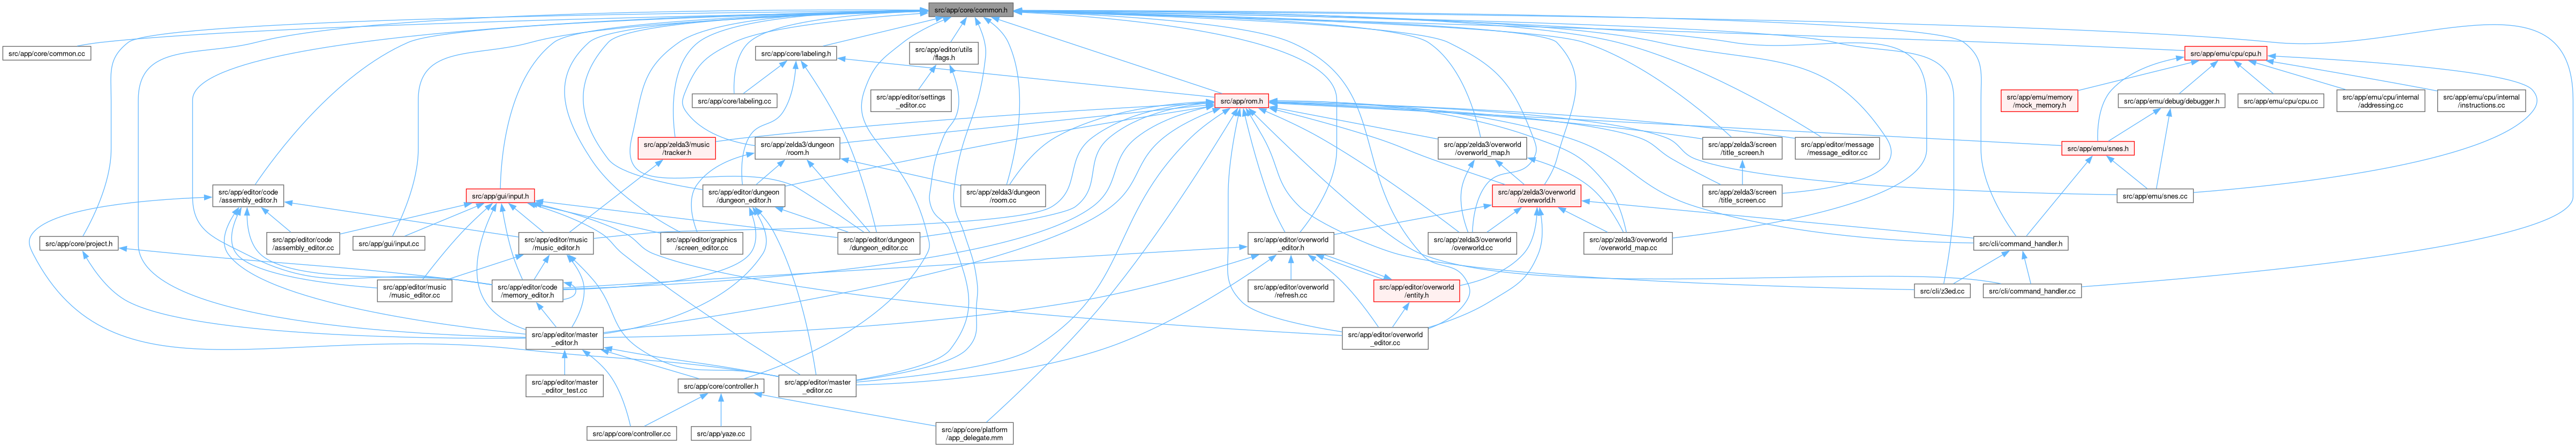 src/app/core/common.h
src/app/core/common.cc
src/app/core/labeling.h
src/app/editor/utils
/flags.h
src/app/emu/cpu/cpu.h
src/app/core/labeling.cc
src/app/editor/settings
_editor.cc
src/app/rom.h
src/app/emu/memory
/mock_memory.h
src/app/emu/debug/debugger.h
src/app/emu/cpu/cpu.cc
src/app/emu/cpu/internal
/addressing.cc
src/app/emu/cpu/internal
/instructions.cc
src/app/zelda3/music
/tracker.h
src/app/zelda3/dungeon
/room.h
src/app/zelda3/overworld
/overworld_map.h
src/app/zelda3/screen
/title_screen.h
src/app/editor/message
/message_editor.cc
src/app/emu/snes.h
src/app/editor/code
/assembly_editor.h
src/app/gui/input.h
src/app/editor/dungeon
/dungeon_editor.h
src/app/zelda3/dungeon
/room.cc
src/app/zelda3/overworld
/overworld.h
src/app/zelda3/screen
/title_screen.cc
src/app/emu/snes.cc
src/app/core/project.h
src/app/editor/code
/assembly_editor.cc
src/app/gui/input.cc
src/app/editor/music
/music_editor.h
src/app/editor/graphics
/screen_editor.cc
src/app/editor/dungeon
/dungeon_editor.cc
src/app/editor/overworld
_editor.h
src/app/zelda3/overworld
/overworld.cc
src/app/zelda3/overworld
/overworld_map.cc
src/cli/command_handler.h
src/app/editor/music
/music_editor.cc
src/app/editor/code
/memory_editor.h
src/app/editor/overworld
/refresh.cc
src/app/editor/overworld
/entity.h
src/cli/z3ed.cc
src/cli/command_handler.cc
src/app/editor/master
_editor.h
src/app/editor/overworld
_editor.cc
src/app/editor/master
_editor_test.cc
src/app/core/controller.h
src/app/editor/master
_editor.cc
src/app/core/controller.cc
src/app/yaze.cc
src/app/core/platform
/app_delegate.mm